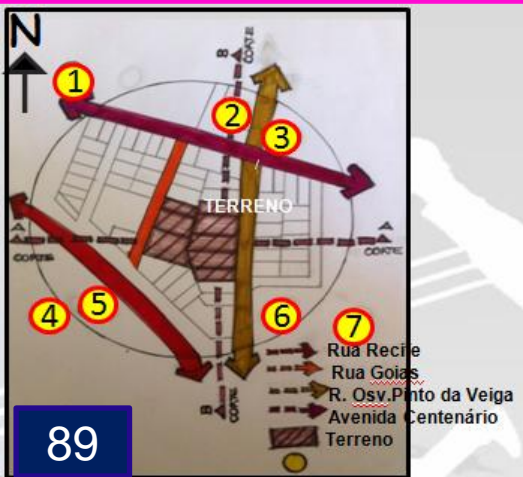 N
B
CORTE
1
2
3
TERRENO
A
CORTE
A
CORTE
4
5
6
7
B
CORTE
Rua Recife
Rua Goias
R. Osv.Pinto da Veiga
Avenida Centenário
Terreno
89